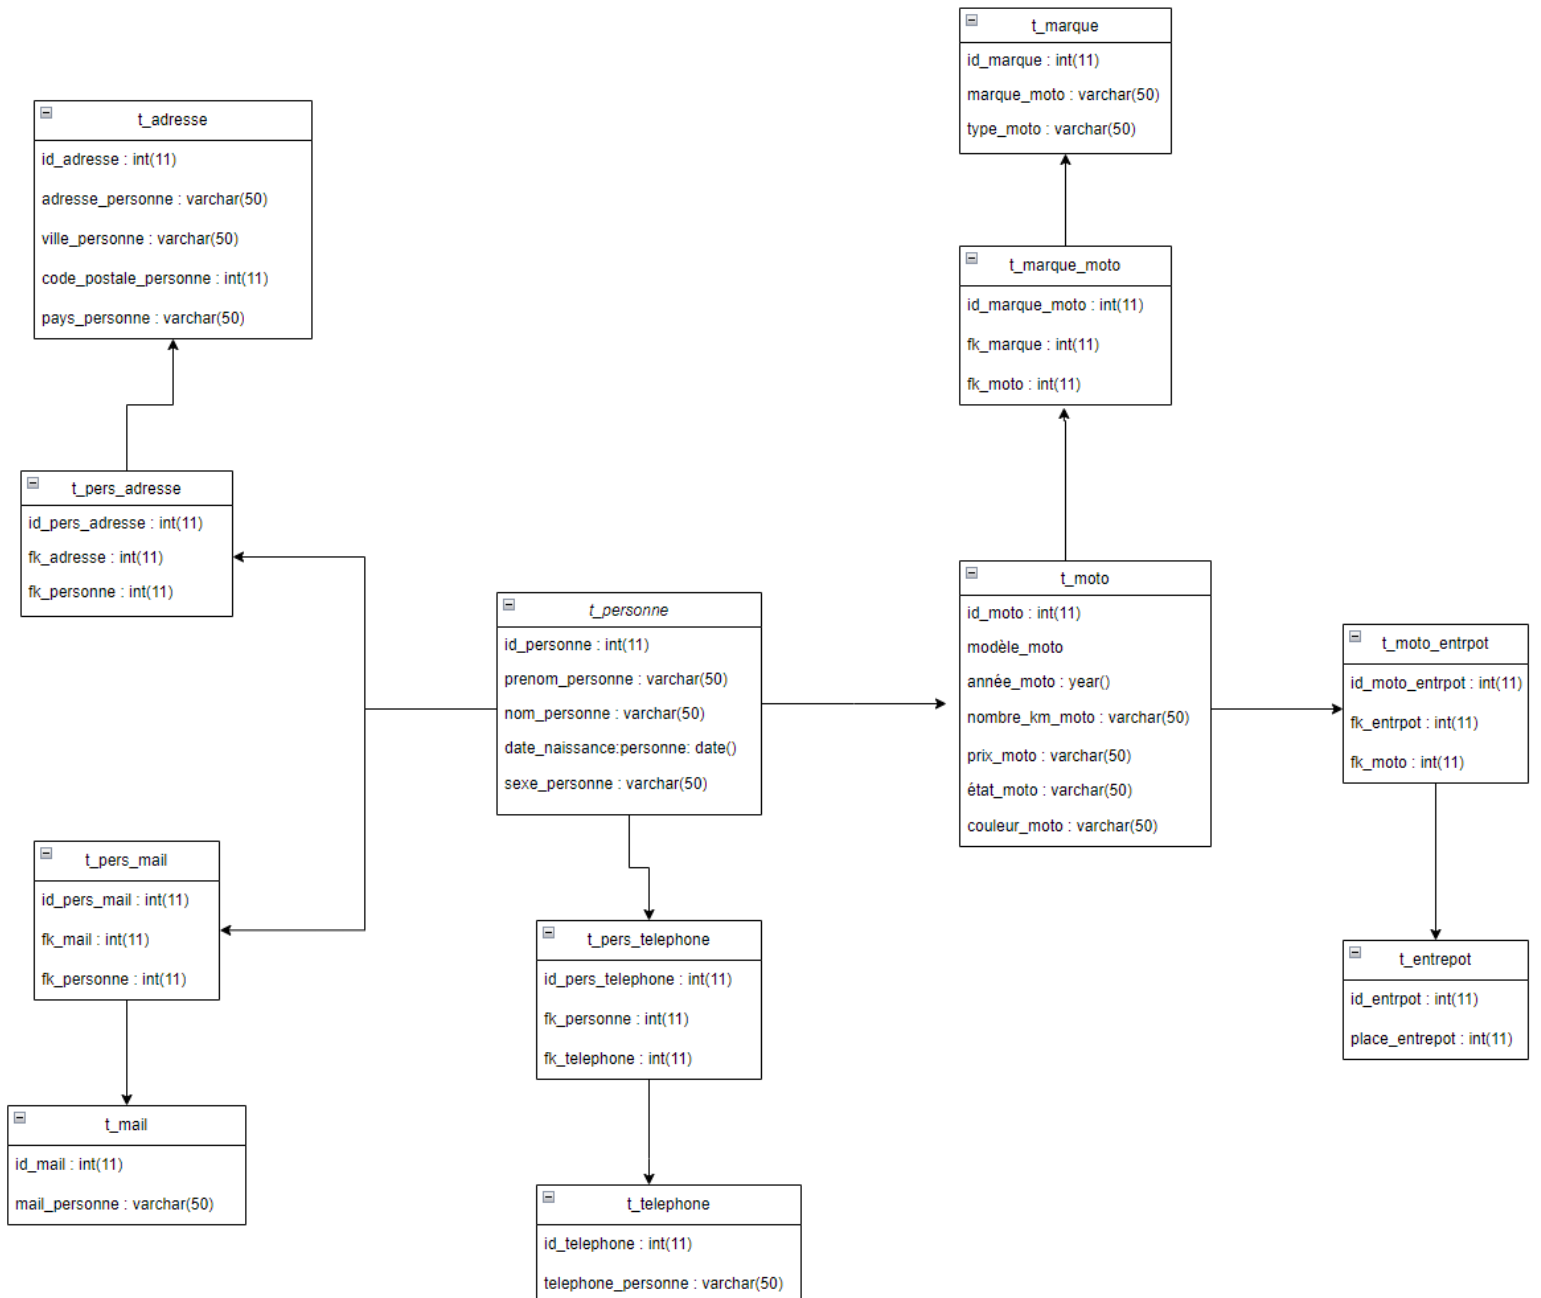 t_marque
id_marque : int(11)
marque_moto : varchar(50)
type_moto : varchar(50)
t_adresse
id_adresse : int(11)
adresse_personne : varchar(50)
ville_personne : varchar(50)
code_postale_personne : int(11)
pays_personne : varchar(50)
t_marque_moto
id_marque_moto : int(11)
fk_marque : int(11)
fk_moto : int(11)
t_pers_adresse
id_pers_adresse : int(11)
fk_adresse : int(11)
fk_personne : int(11)
t_personne
id_personne : int(11)
prenom_personne : varchar(50)
nom_personne : varchar(50)
date_naissance:personne: date()
sexe_personne : varchar(50)
t_moto
id_moto : int(11)
modèle_moto
année_moto : year()
nombre_km_moto : varchar(50)
prix_moto : varchar(50)
état_moto : varchar(50)
couleur_moto : varchar(50)
t_moto_entrpot
id_moto_entrpot : int(11)
fk_entrpot : int(11)
fk_moto : int(11)
t_pers_mail
id_pers_mail : int(11)
fk_mail : int(11)
fk_personne : int(11)
t_pers_telephone
id_pers_telephone : int(11)
fk_personne : int(11)
fk_telephone : int(11)
t_entrepot
id_entrpot : int(11)
place_entrepot : int(11)
t_mail
id_mail : int(11)
mail_personne : varchar(50)
t_telephone
id_telephone : int(11)
telephone_personne : varchar(50)